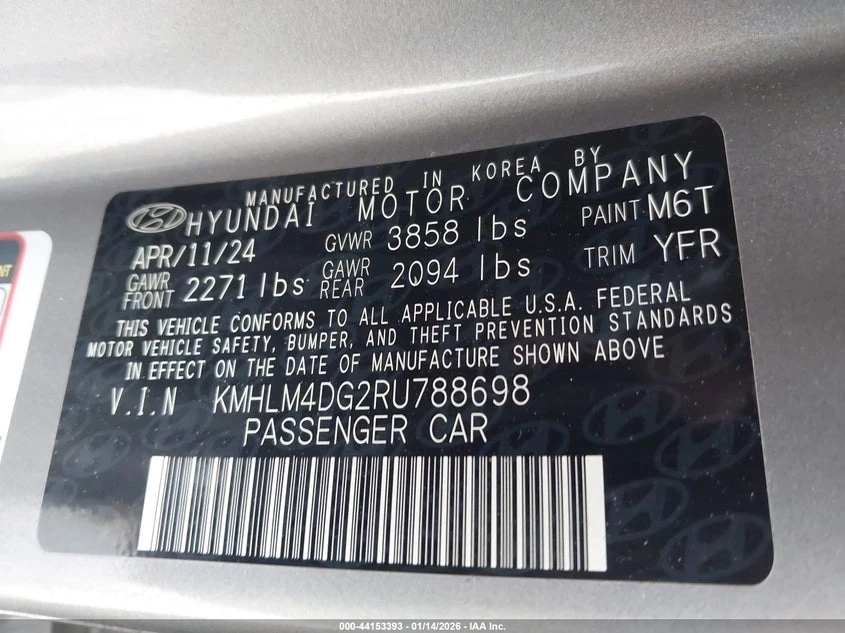 MANUFACTURED IN KOREA BY
HYUNDAI MOTOR COMPANY
APR/11/24 GVWR 3858 lbs PAINT M6T
GAWR FRONT 2271 lbs GAWR REAR 2094 lbs TRIM YFR
THIS VEHICLE CONFORMS TO ALL APPLICABLE U.S.A. FEDERAL
MOTOR VEHICLE SAFETY, BUMPER, AND THEFT PREVENTION STANDARDS
IN EFFECT ON THE DATE OF MANUFACTURE SHOWN ABOVE
V.I.N KMHLM4DG2RU788698
PASSENGER CAR
000-44153393 - 01/14/2026 - IAA Inc.